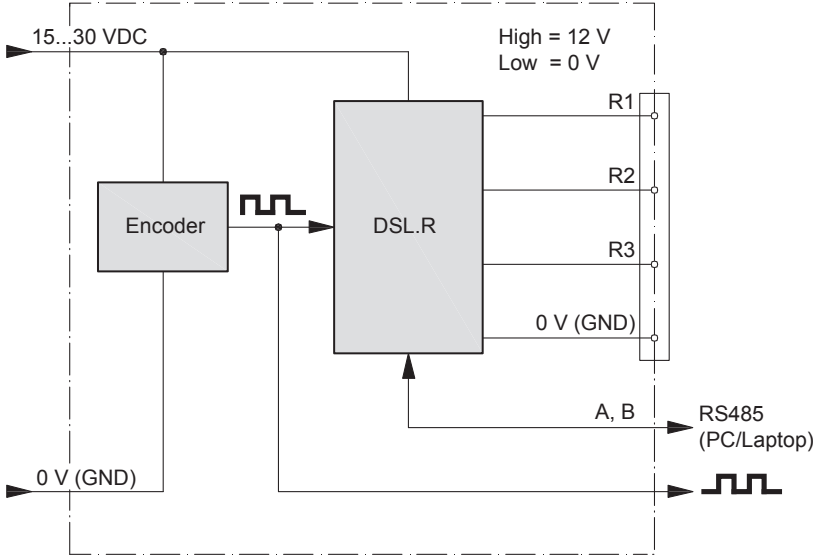 15...30 VDC
High = 12 V
Low = 0 V
R1
R2
Encoder
DSL.R
R3
0 V (GND)
A, B
RS485
(PC/Laptop)
0 V (GND)